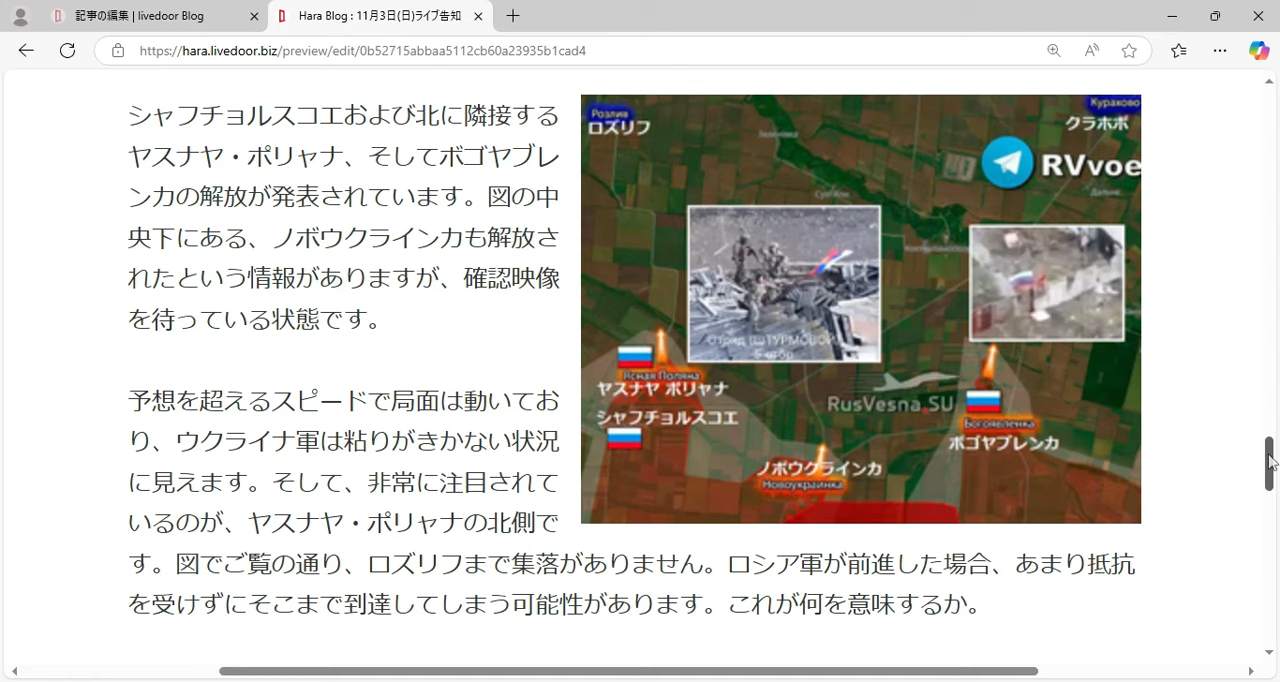 記事の編集 | livedoor Blog
Hara Blog : 11月3日(日)ライブ告知
https://hara.livedoor.biz/preview/edit/0b52715abbaa5112cb60a23935b1cad4
シャフチョルスコエおよび北に隣接する
ヤスナヤ・ポリャナ、そしてボゴヤブレ
ンカの解放が発表されています。図の中
央下にある、ノボウクラインカも解放さ
れたという情報がありますが、確認映像
を待っている状態です。
予想を超えるスピードで局面は動いてお
り、ウクライナ軍は粘りがきかない状況
に見えます。そして、非常に注目されて
いるのが、ヤスナヤ・ポリャナの北側で
す。図でご覧の通り、ロズリフまで集落がありません。ロシア軍が前進した場合、あまり抵抗
を受けずにそこまで到達してしまう可能性があります。これが何を意味するか。
Розлив
ロズリフ
Курахово
クラホボ
RVvoe
Ясная Поляна
ヤスナヤ ポリャナ
シャフチョルスコエ
RusVesna.SU
Богоявленка
ボゴヤブレンカ
ノボウクラインカ
Новоукраинка